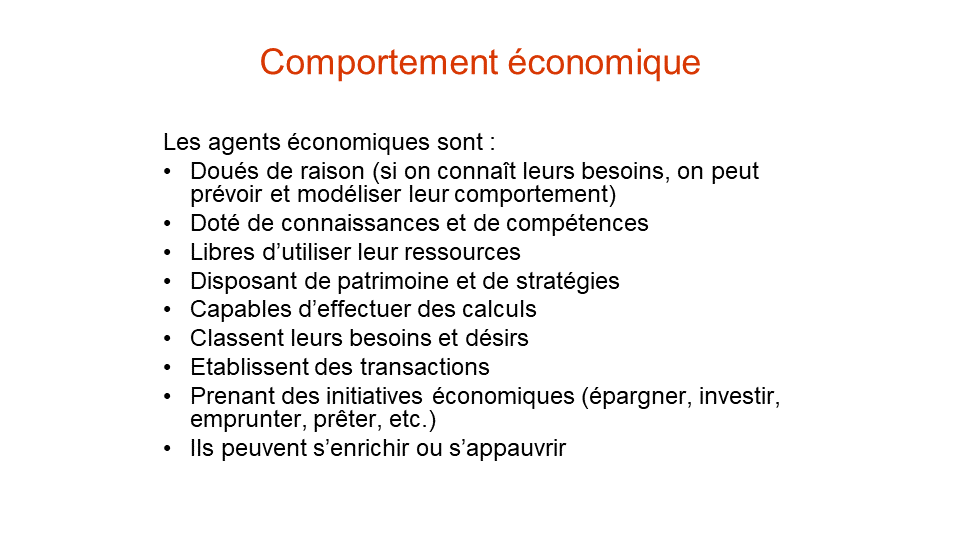 Comportement économique
Les agents économiques sont :
• Doués de raison (si on connaît leurs besoins, on peut
prévoir et modéliser leur comportement)
• Doté de connaissances et de compétences
• Libres d’utiliser leur ressources
• Disposant de patrimoine et de stratégies
• Capables d’effectuer des calculs
• Classent leurs besoins et désirs
• Etablissent des transactions
• Prenant des initiatives économiques (épargner, investir,
emprunter, prêter, etc.)
• Ils peuvent s’enrichir ou s’appauvrir